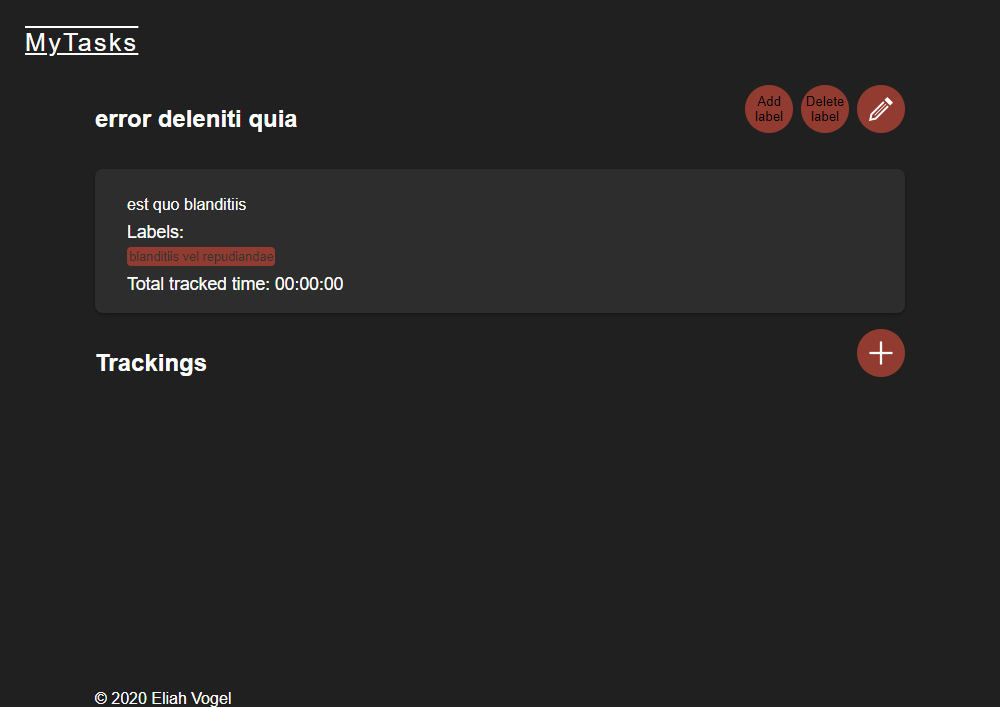 MyTasks
error deleniti quia
Add
label
Delete
label
est quo blanditiis
Labels:
blanditiis vel repudiandae
Total tracked time: 00:00:00
Trackings
© 2020 Eliah Vogel